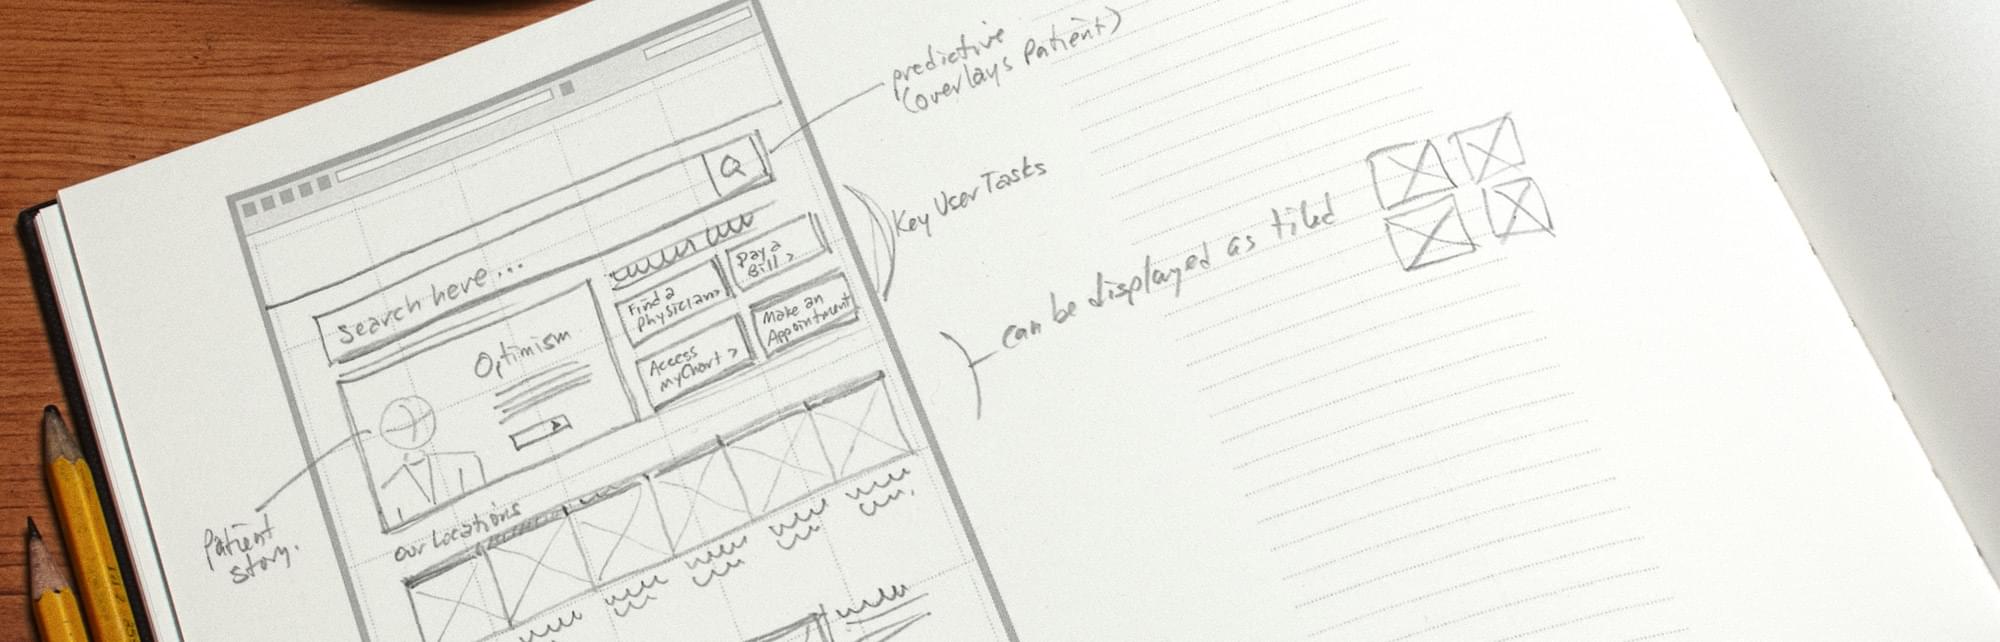 predictive
(overlays Patient)
Key User Tasks
can be displayed as tiled
Search here...
Optimism
Find a
Physician>
Pay a
Bill >
Access
myChart >
Make an
Appointment
Patient
story.
our Locations